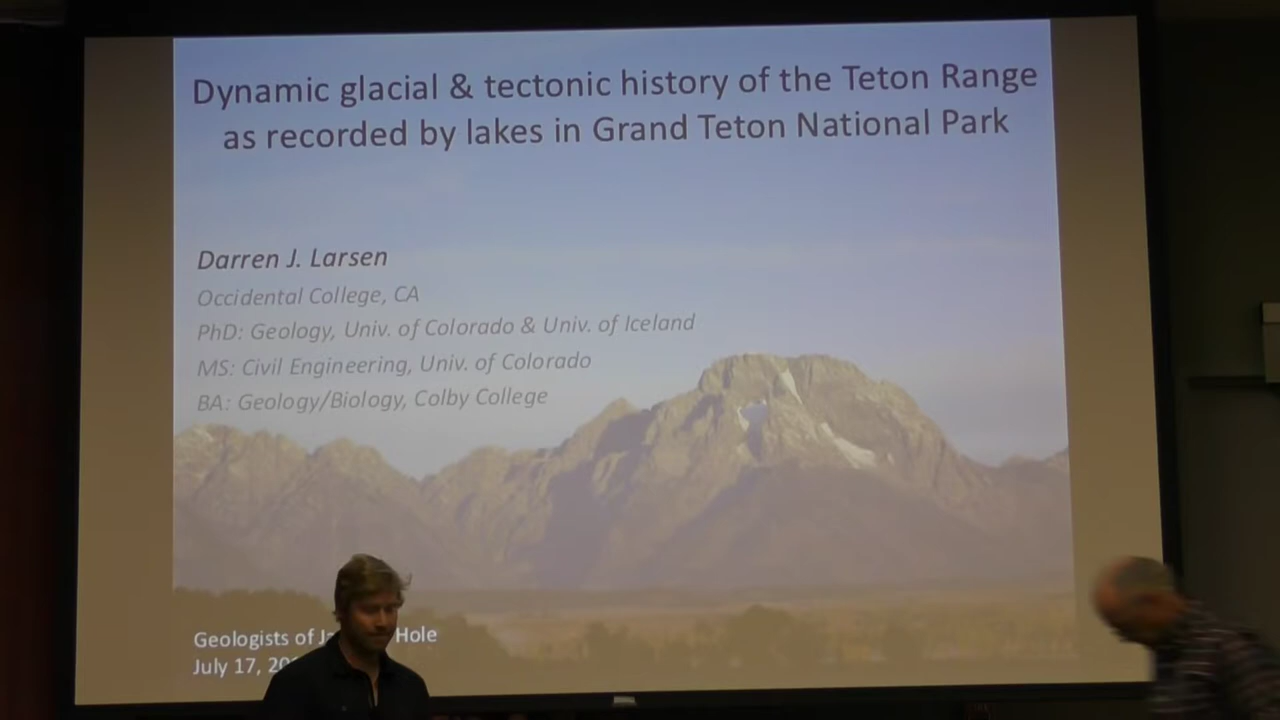 Dynamic glacial & tectonic history of the Teton Range
as recorded by lakes in Grand Teton National Park
Darren J. Larsen
Occidental College, CA
PhD: Geology, Univ. of Colorado & Univ. of Iceland
MS: Civil Engineering, Univ. of Colorado
BA: Geology/Biology, Colby College
Geologists of Hole
July 17,